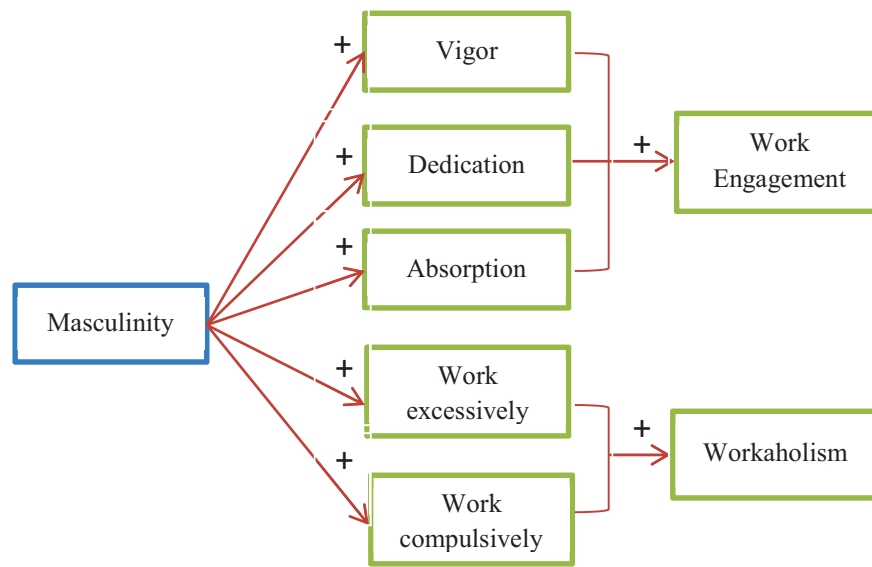 +
Vigor
+
Dedication
+
Work
Engagement
+
Absorption
Masculinity
+
Work
excessively
+
Workaholism
+
Work
compulsively